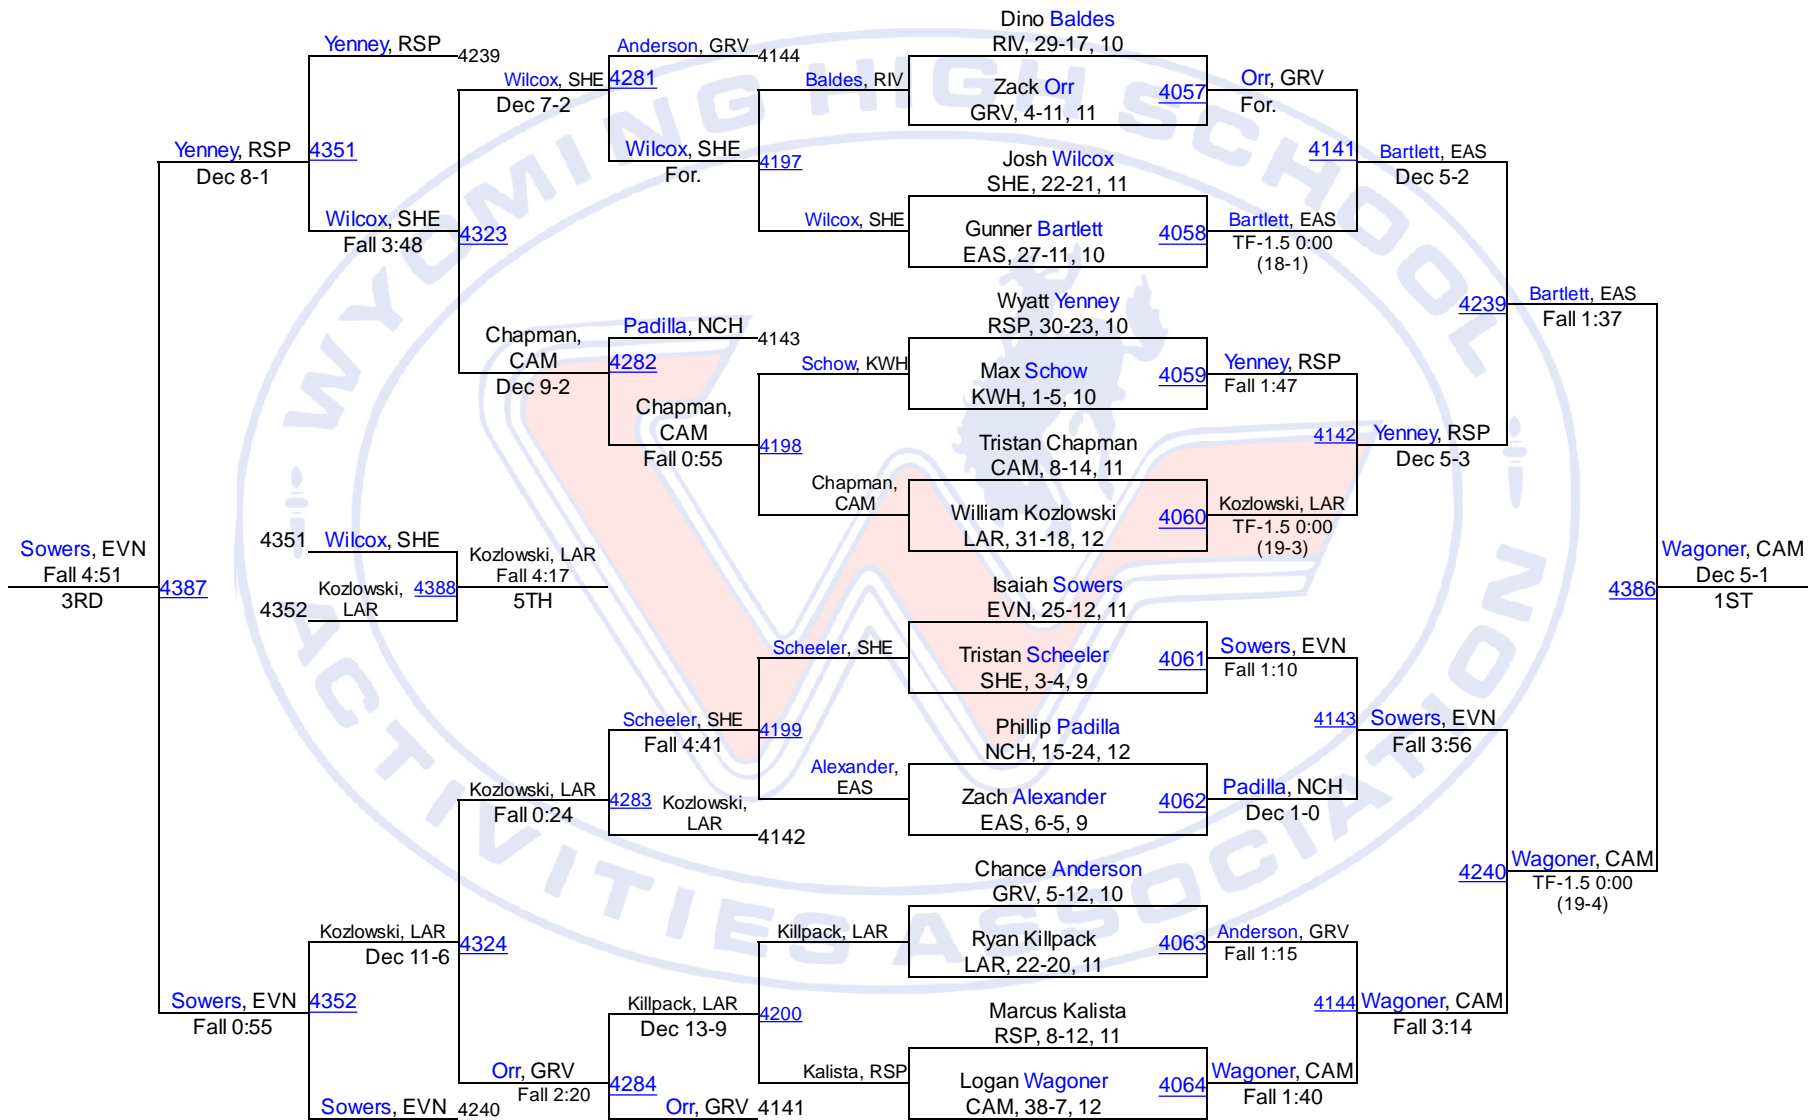 Dino Baldes
RIV, 29-17, 10
Yenney, RSP
4239
Anderson, GRV
4144
Wilcox, SHE
4281
Dec 7-2
Baldes, RIV
Zack Orr
GRV, 4-11, 11
4057
Orr, GRV
For.
Yenney, RSP
4351
Dec 8-1
Wilcox, SHE
For.
4197
Josh Wilcox
SHE, 22-21, 11
4141
Bartlett, EAS
Dec 5-2
Wilcox, SHE
Fall 3:48
4323
Wilcox, SHE
Gunner Bartlett
EAS, 27-11, 10
4058
Bartlett, EAS
TF-1.5 0:00
(18-1)
Wyatt Yenney
RSP, 30-23, 10
4239
Bartlett, EAS
Fall 1:37
Chapman,
CAM
Dec 9-2
Padilla, NCH
4143
4282
Schow, KWH
Max Schow
KWH, 1-5, 10
4059
Yenney, RSP
Fall 1:47
Chapman,
CAM
Fall 0:55
4198
Tristan Chapman
CAM, 8-14, 11
4142
Yenney, RSP
Dec 5-3
Chapman,
CAM
William Kozlowski
LAR, 31-18, 12
4060
Kozlowski, LAR
TF-1.5 0:00
(19-3)
Sowers, EVN
Fall 4:51
3RD
4387
4351
Wilcox, SHE
Kozlowski,
LAR
4352
4388
Kozlowski, LAR
Fall 4:17
5TH
Isaiah Sowers
EVN, 25-12, 11
4386
Wagoner, CAM
Dec 5-1
1ST
Scheeler, SHE
Tristan Scheeler
SHE, 3-4, 9
4061
Sowers, EVN
Fall 1:10
Scheeler, SHE
Fall 4:41
4199
Phillip Padilla
NCH, 15-24, 12
4143
Sowers, EVN
Fall 3:56
Alexander,
EAS
Zach Alexander
EAS, 6-5, 9
4062
Padilla, NCH
Dec 1-0
Kozlowski, LAR
Fall 0:24
4283
Kozlowski,
LAR
4142
Chance Anderson
GRV, 5-12, 10
4240
Wagoner, CAM
TF-1.5 0:00
(19-4)
Kozlowski, LAR
Dec 11-6
4324
Killpack, LAR
Ryan Killpack
LAR, 22-20, 11
4063
Anderson, GRV
Fall 1:15
Sowers, EVN
Fall 0:55
4352
Killpack, LAR
Dec 13-9
4200
Marcus Kalista
RSP, 8-12, 11
4144
Wagoner, CAM
Fall 3:14
Orr, GRV
Fall 2:20
4284
Kalista, RSP
Logan Wagoner
CAM, 38-7, 12
4064
Wagoner, CAM
Fall 1:40
Sowers, EVN
4240
Orr, GRV
4141
WYOMING HIGH SCHOOL
ACTIVITIES ASSOCIATION